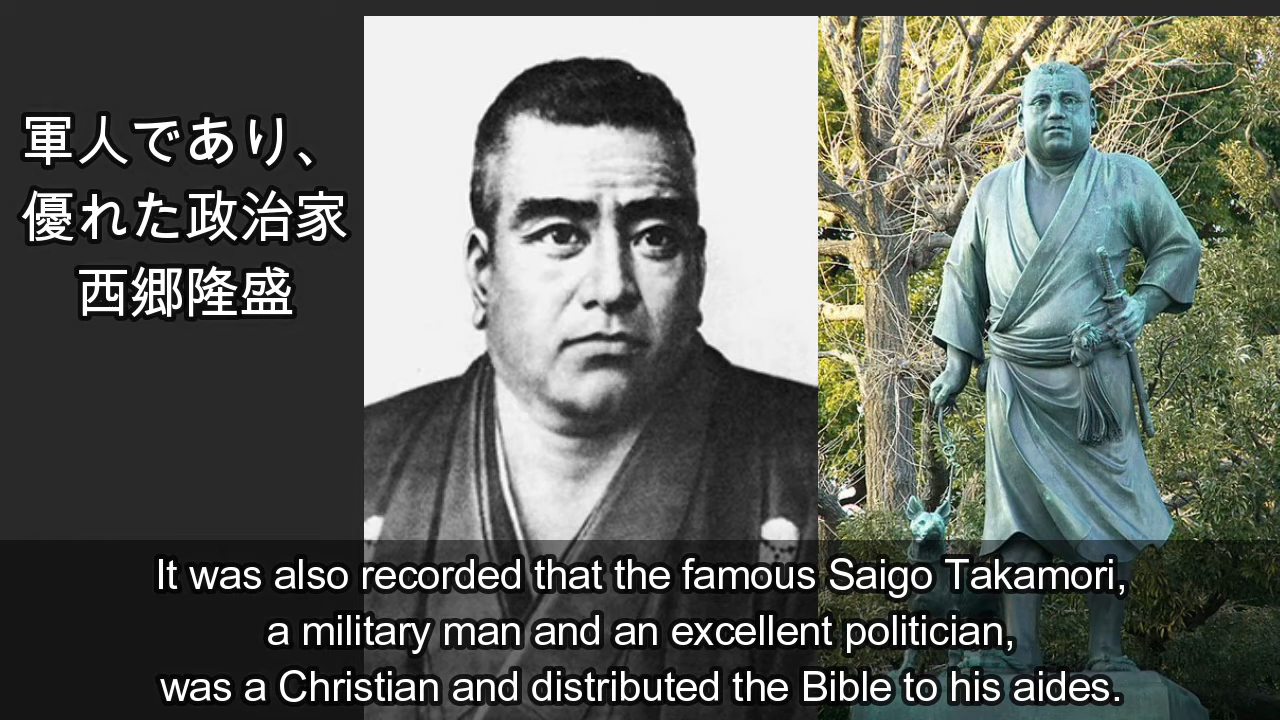 軍人であり、
優れた政治家
西郷隆盛
It was also recorded that the famous Saigo Takamori,
a military man and an excellent politician,
was a Christian and distributed the Bible to his aides.